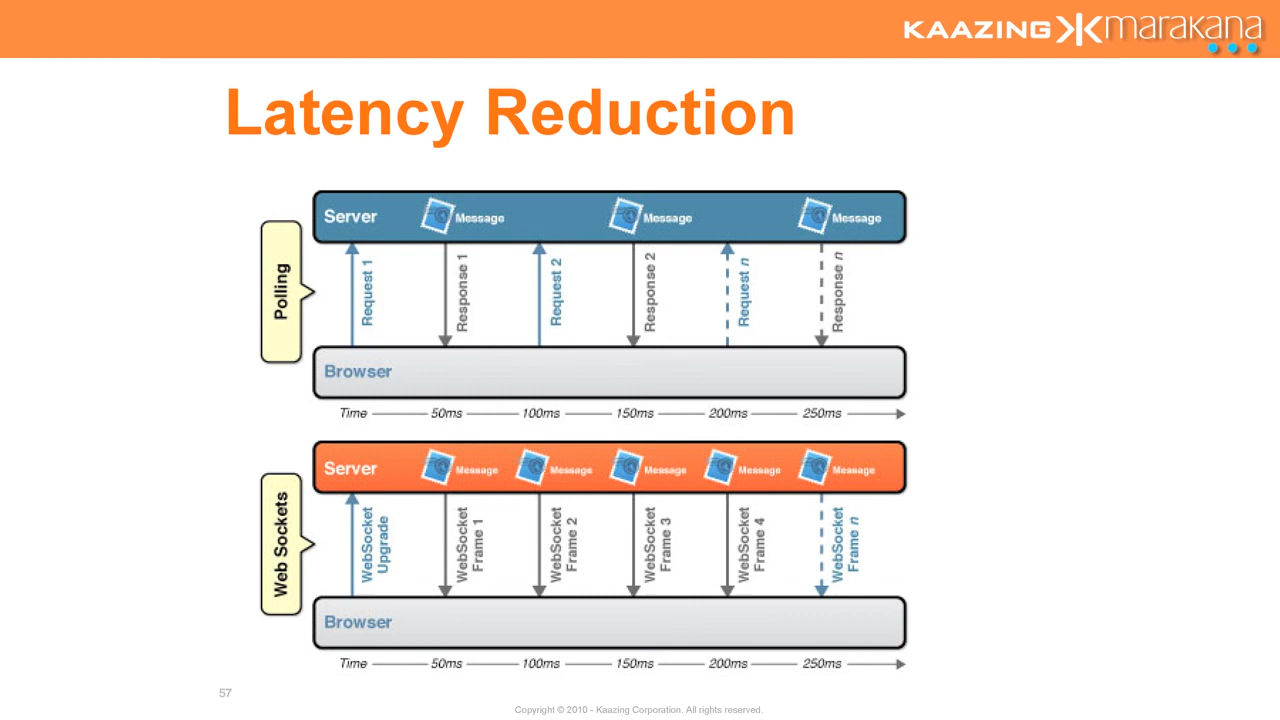 KAAZING marakana
Latency Reduction
Polling
Server
Message
Message
Message
Request 1
Response 1
Request 2
Response 2
Request n
Response n
Browser
Time 50ms 100ms 150ms 200ms 250ms
Web Sockets
Server
Message
Message
Message
Message
Message
WebSocket
Upgrade
WebSocket
Frame 1
WebSocket
Frame 2
WebSocket
Frame 3
WebSocket
Frame 4
WebSocket
Frame n
Browser
Time 50ms 100ms 150ms 200ms 250ms
57
Copyright © 2010 - Kaazing Corporation. All rights reserved.